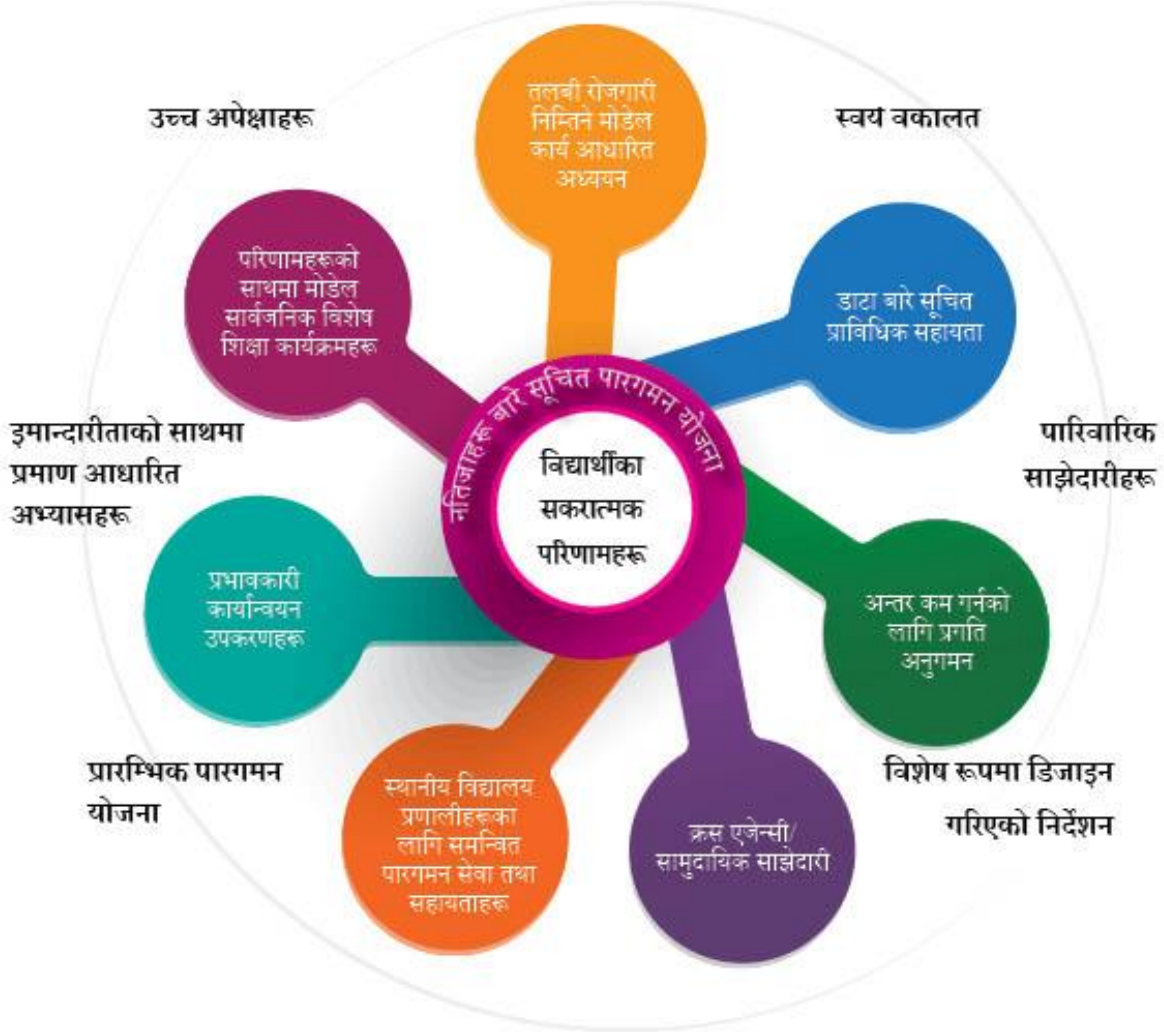 तलबी रोजगारी
निम्तिने मोडेल
कार्य आधारित
अध्ययन
उच्च अपेक्षाहरू
स्वयं वकालत
परिणामहरूको
साथमा मोडेल
सार्वजनिक विशेष
शिक्षा कार्यक्रमहरू
डाटा बारे सूचित
प्राविधिक सहायता
नतिजाहरू बारे सूचित पारगमन योजना
इमान्दारीताको साथमा
प्रमाण आधारित
अभ्यासहरू
विद्यार्थीका
सकरात्मक
परिणामहरू
पारिवारिक
साझेदारीहरू
प्रभावकारी
कार्यान्वयन
उपकरणहरू
अन्तर कम गर्नको
लागि प्रगति
अनुगमन
प्रारम्भिक पारगमन
योजना
स्थानीय विद्यालय
प्रणालीहरूका
लागि समन्वित
पारगमन सेवा तथा
सहायताहरू
क्रस एजेन्सी/
सामुदायिक साझेदारी
विशेष रूपमा डिजाइन
गरिएको निर्देशन